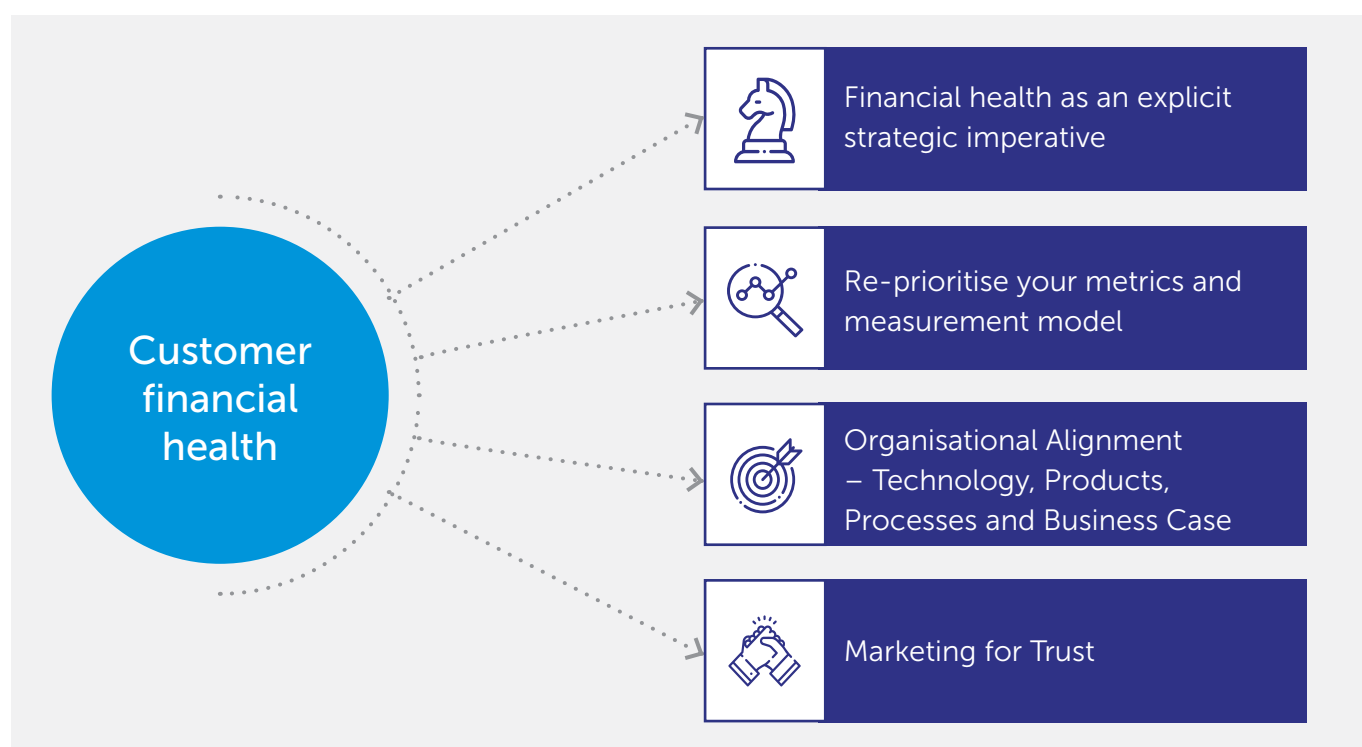 Customer
financial
health
Financial health as an explicit
strategic imperative
Re-prioritise your metrics and
measurement model
Organisational Alignment
– Technology, Products,
Processes and Business Case
Marketing for Trust